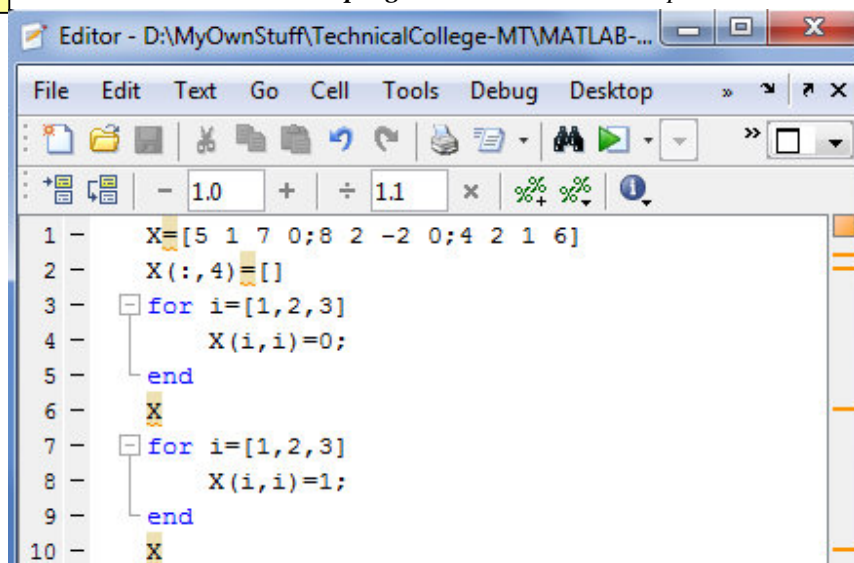 Editor - D:\MyOwnStuff\TechnicalCollege-MT\MATLAB-...
File Edit Text Go Cell Tools Debug Desktop »
»
- 1.0 + ÷ 1.1 ×
1 - X=[5 1 7 0;8 2 -2 0;4 2 1 6]
2 - X(:,4)=[]
3 - for i=[1,2,3]
4 - X(i,i)=0;
5 - end
6 - X
7 - for i=[1,2,3]
8 - X(i,i)=1;
9 - end
10 - X